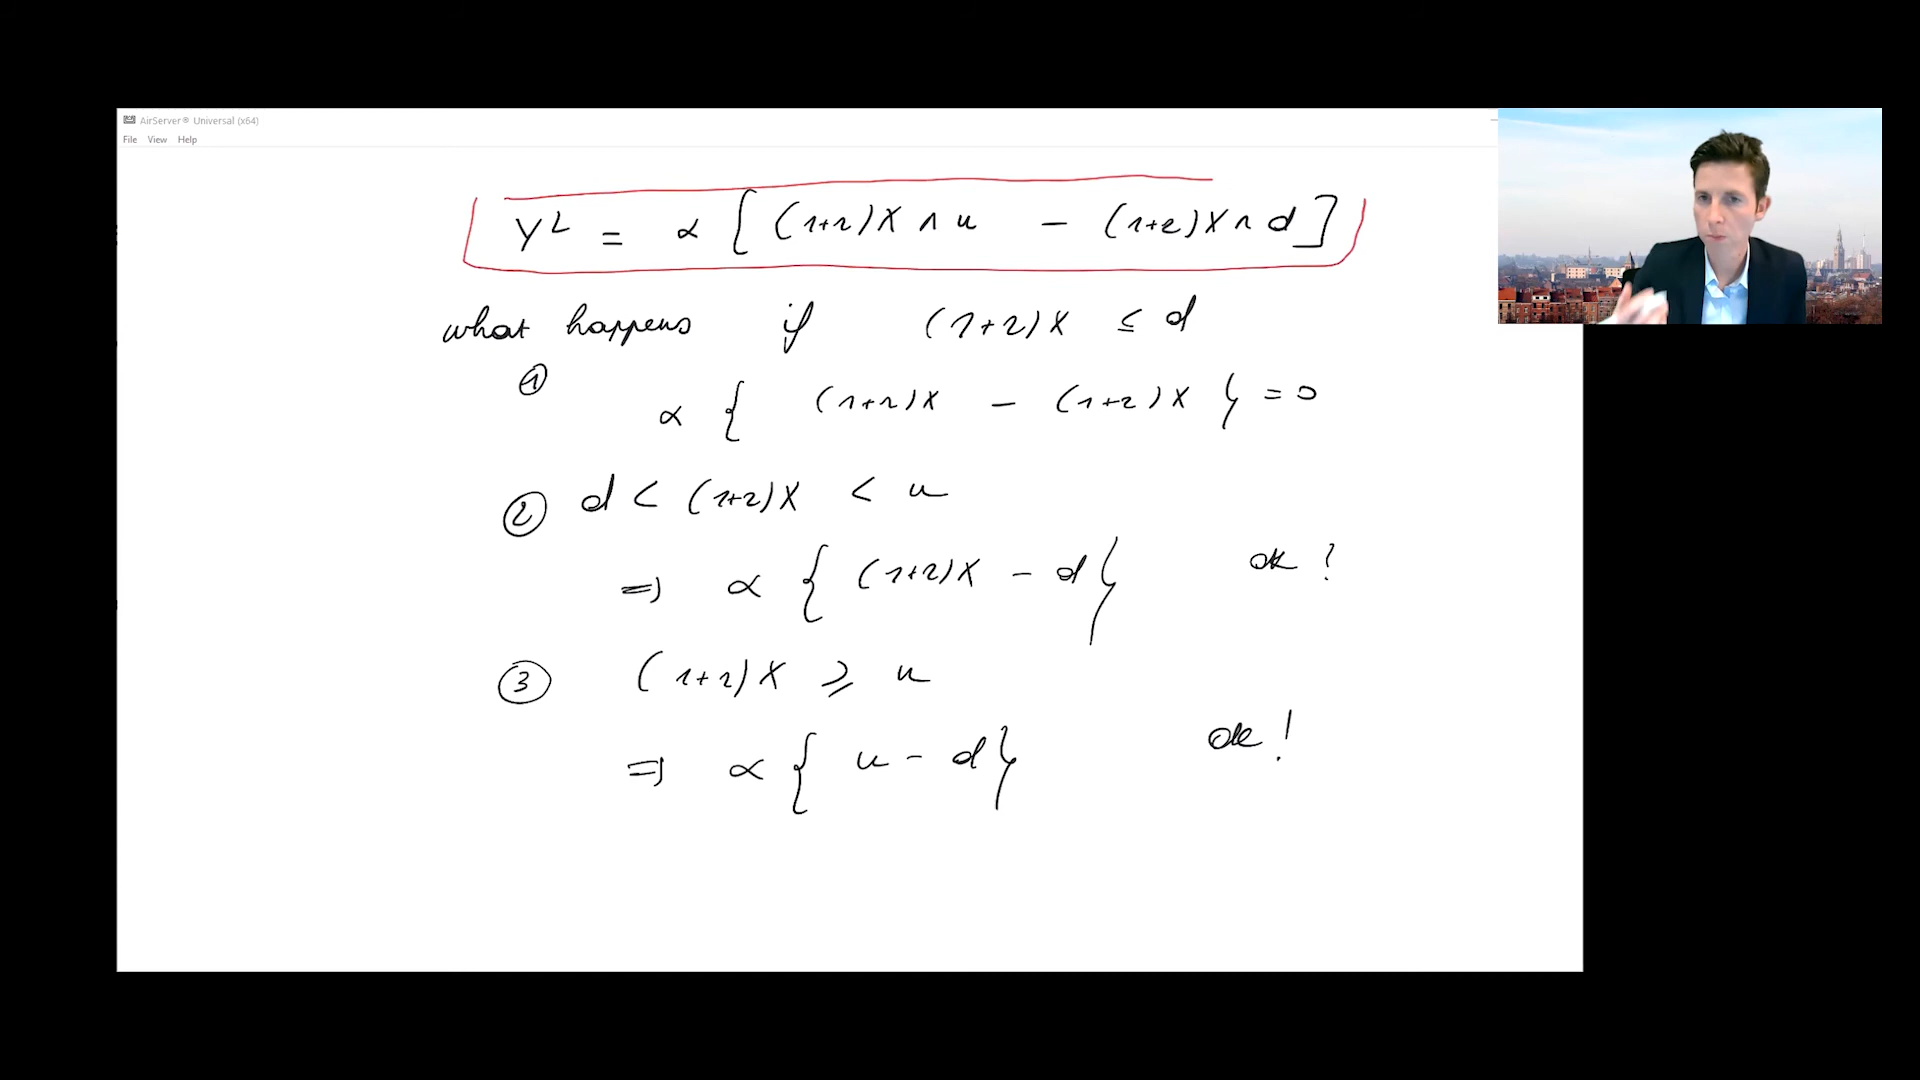 AirServer® Universal (x64)
File View Help
Y^L = α [ (1+r)X ∧ u − (1+r)X ∧ d ]
what happens if (1+r)X ≤ d
①
α { (1+r)X − (1+r)X } = 0
② d < (1+r)X < u
⇒ α { (1+r)X − d } ok !
③ (1+r)X ≥ u
⇒ α { u − d } ok !